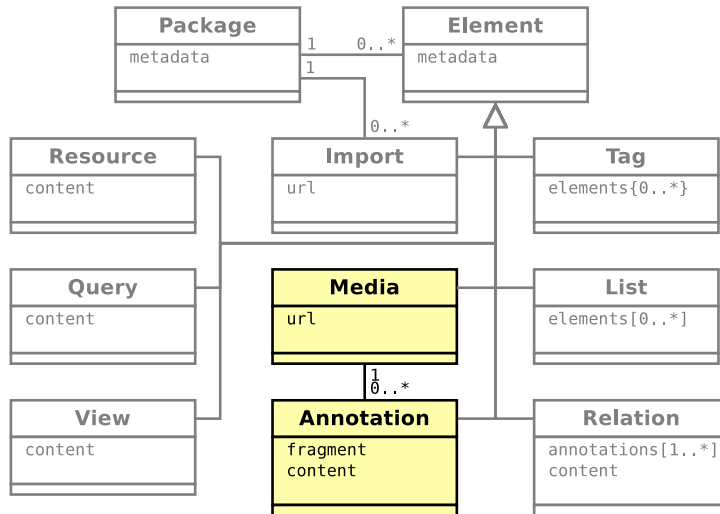 Package
metadata
Element
metadata
1
0..*
1
0..*
Resource
content
Import
url
Tag
elements{0..*}
Query
content
Media
url
List
elements[0..*]
1
0..*
View
content
Annotation
fragment
content
Relation
annotations[1..*]
content